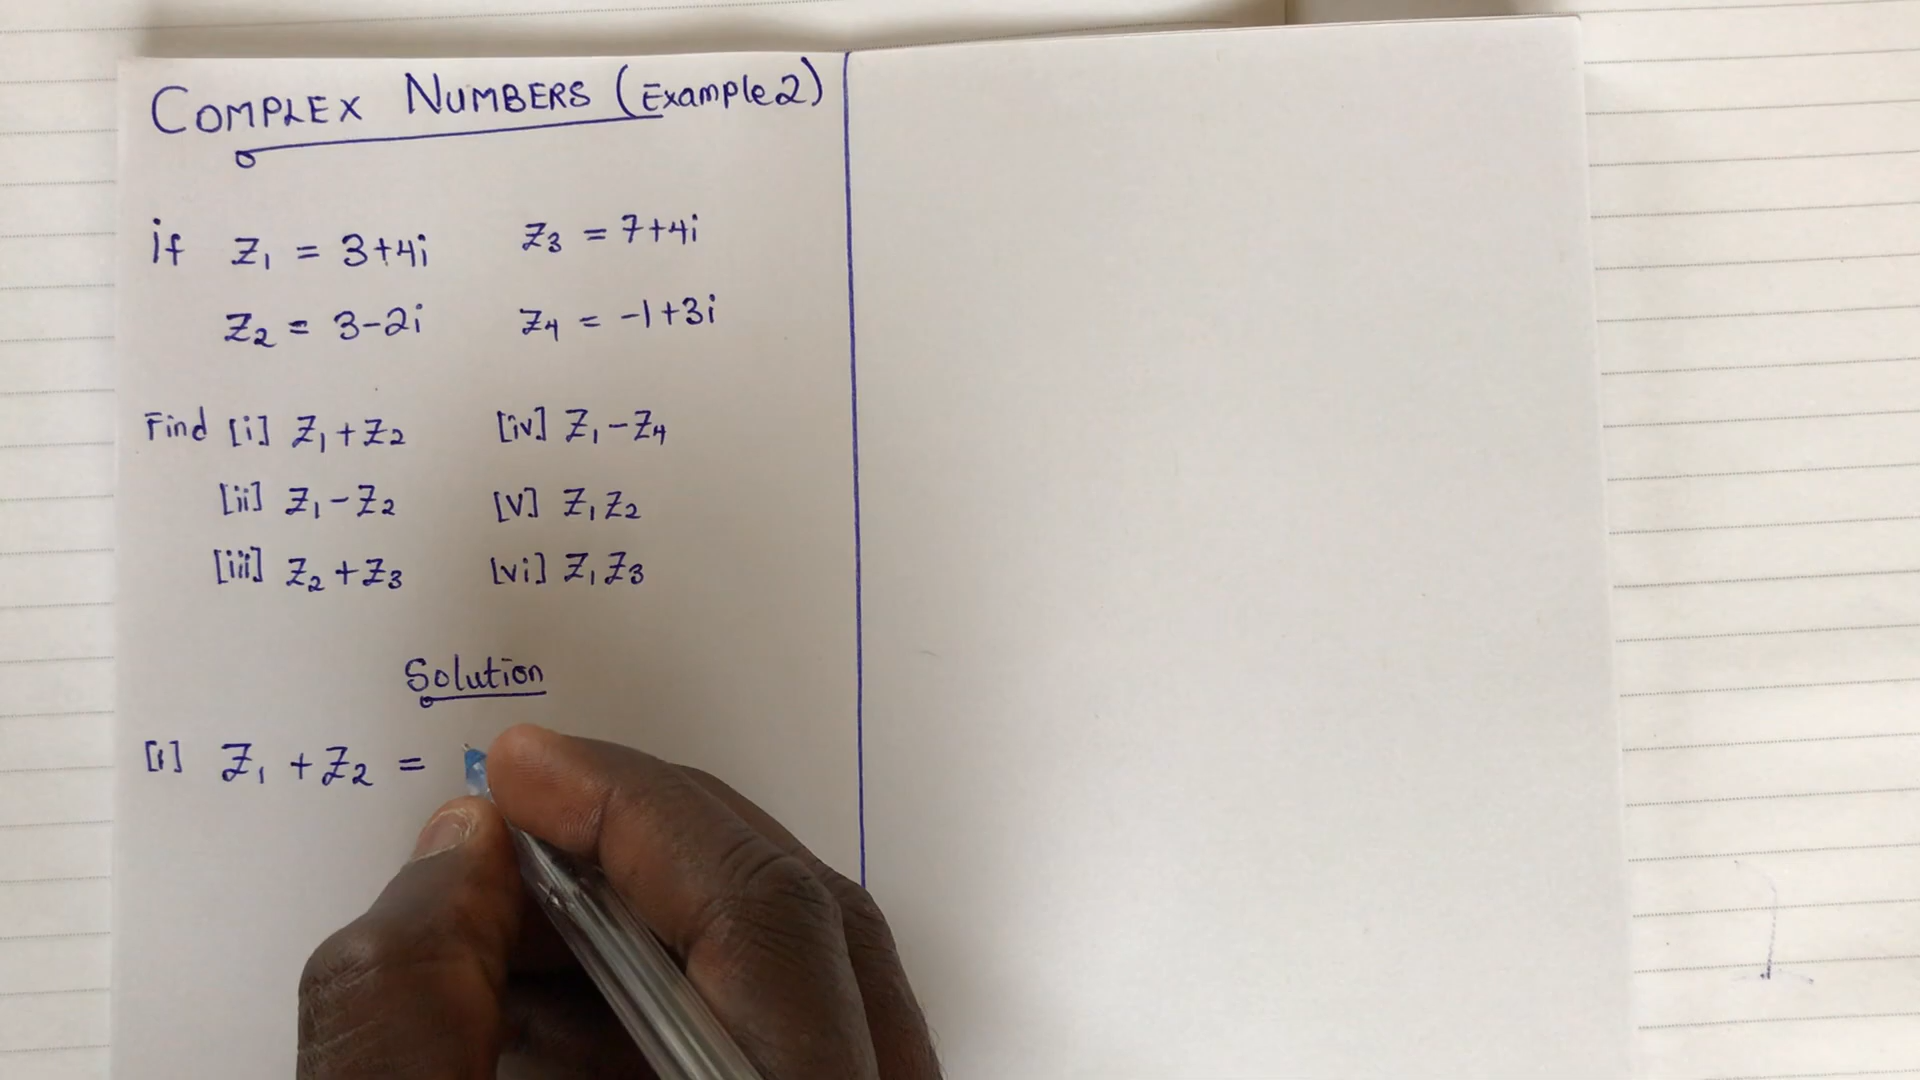 COMPLEX NUMBERS (Example 2)
if Z₁ = 3+4i Z₃ = 7+4i
Z₂ = 3-2i Z₄ = -1+3i
Find [i] Z₁+Z₂ [iv] Z₁-Z₄
[ii] Z₁-Z₂ [v] Z₁Z₂
[iii] Z₂+Z₃ [vi] Z₁Z₃
Solution
[i] Z₁+Z₂ =